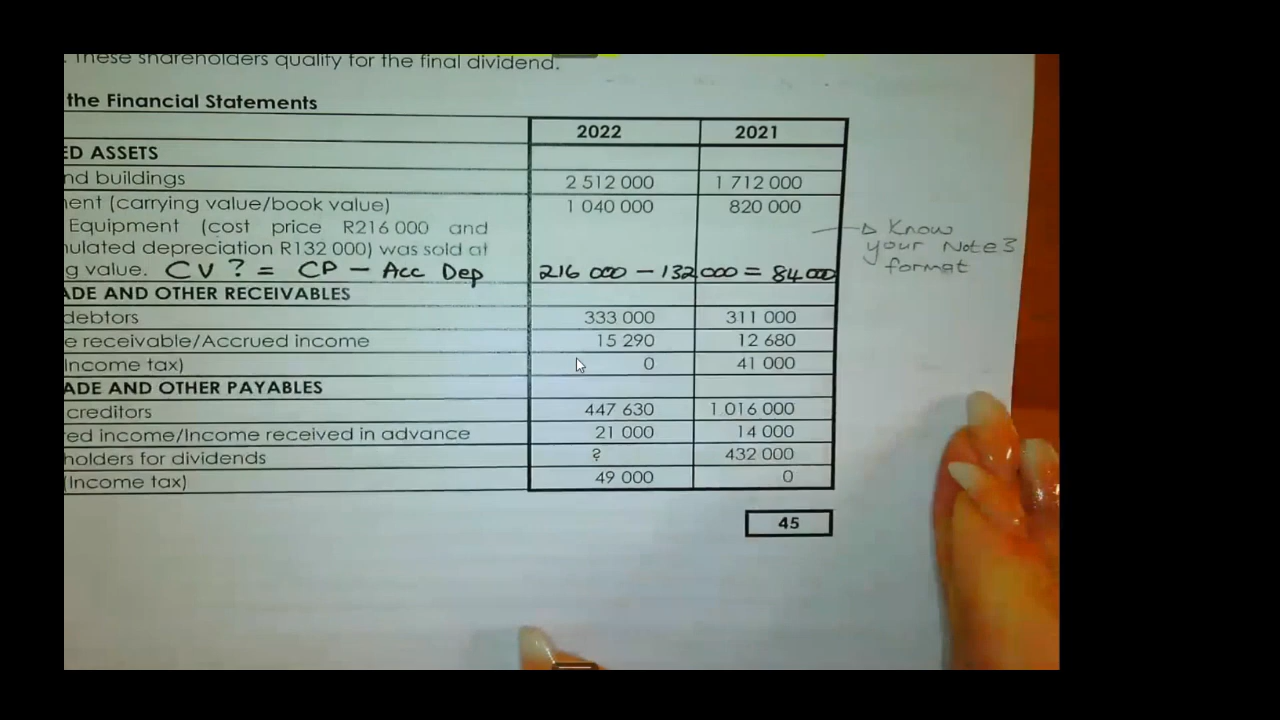 . These shareholders quality for the final dividend.
the Financial Statements
2022 2021
ED ASSETS
nd buildings 2 512 000 1 712 000
ent (carrying value/book value) 1 040 000 820 000
Equipment (cost price R216 000 and
ulated depreciation R132 000) was sold at
g value. CV ? = CP - Acc Dep 216 000 - 132 000 = 84 000
Know
your Note 3
format
ADE AND OTHER RECEIVABLES
debtors 333 000 311 000
e receivable/Accrued income 15 290 12 680
Income tax) 0 41 000
ADE AND OTHER PAYABLES
creditors 447 630 1 016 000
ed income/Income received in advance 21 000 14 000
holders for dividends ? 432 000
(Income tax) 49 000 0
45